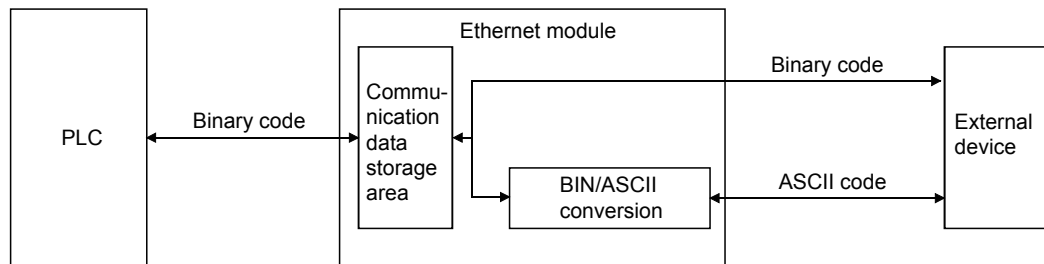 Ethernet module
PLC
Binary code
Commu-
nication
data
storage
area
Binary code
BIN/ASCII
conversion
ASCII code
External
device